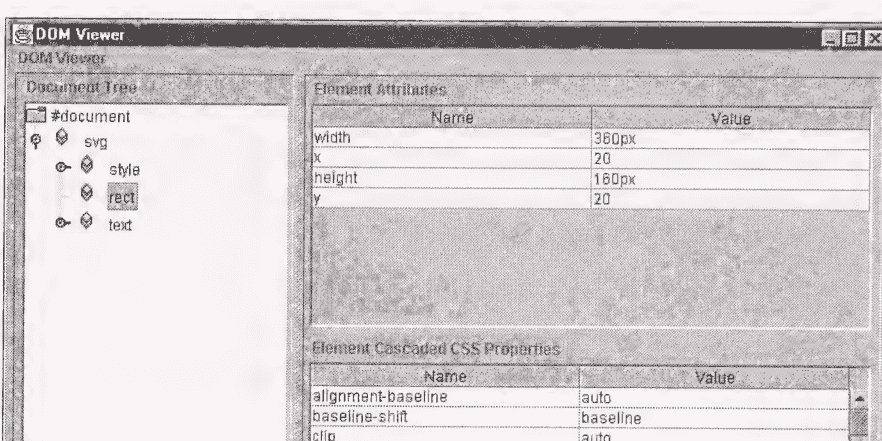 DOM Viewer
DOM Viewer
Document Tree
#document
svg
style
rect
text
Element Attributes
Name Value
width 360px
x 20
height 160px
y 20
Element Cascaded CSS Properties
Name Value
alignment-baseline auto
baseline-shift baseline
clip auto